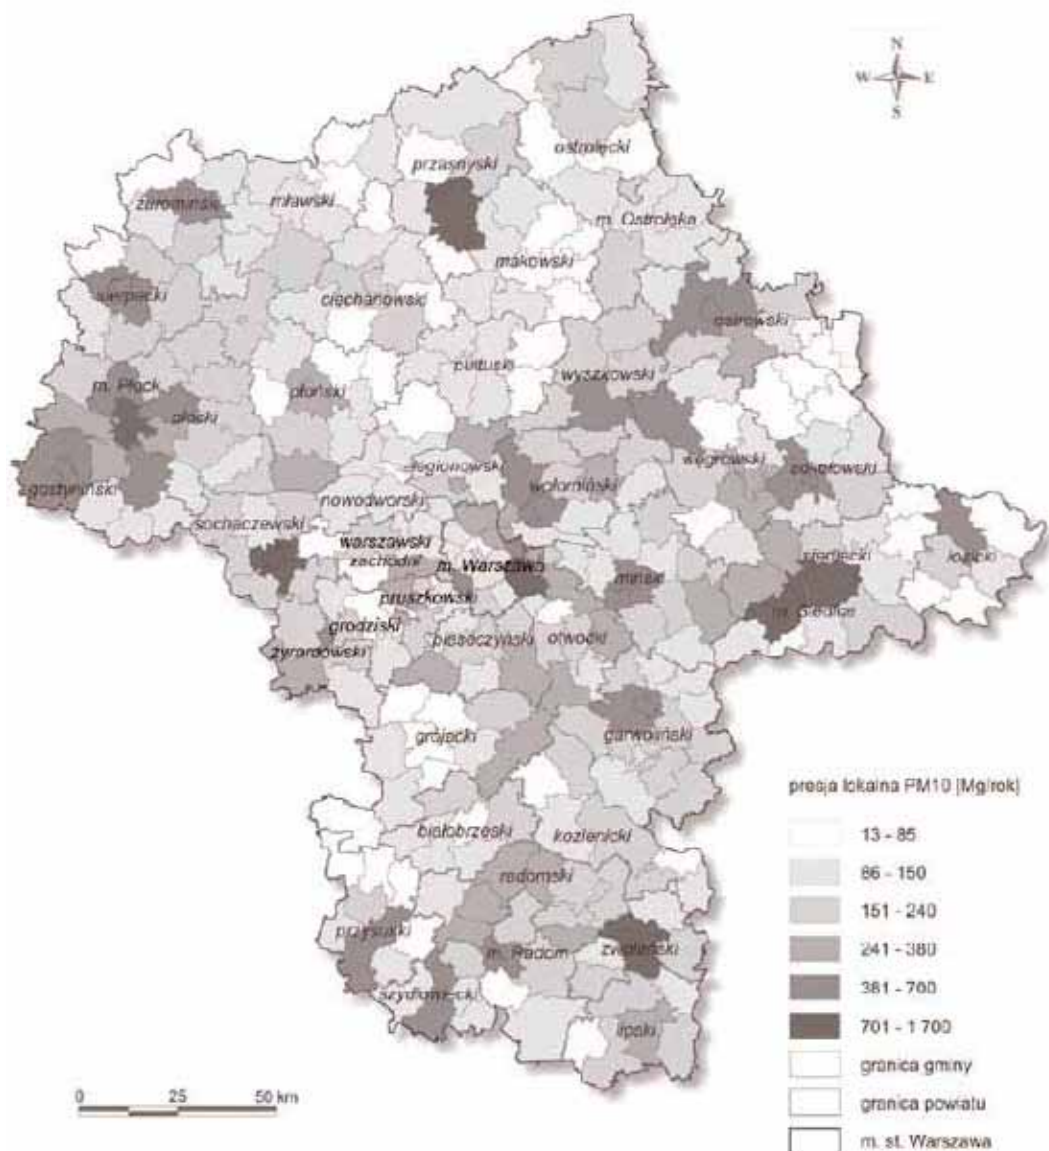 N
W E
S
ostrołęcki
przasnyski
żuromiński
mławski
m. Ostrołęka
makowski
sierpecki
ciechanowski
ostrowski
pułtuski
wyszkowski
m. Płock
płoński
płocki
legionowski
węgrowski
sokołowski
gostyniński
wołomiński
nowodworski
sochaczewski
warszawski
zachodni
m. Warszawa
siedlecki
łosicki
miński
pruszkowski
m. Siedlce
grodziski
piaseczyński
otwocki
żyrardowski
grójecki
garwoliński
presja lokalna PM10 [Mg/rok]
13 - 85
białobrzeski
kozienicki
86 - 150
radomski
151 - 240
przysuski
m. Radom
zwoleński
241 - 380
szydłowiecki
381 - 700
lipski
701 - 1 700
granica gminy
0 25 50 km
granica powiatu
m. st. Warszawa